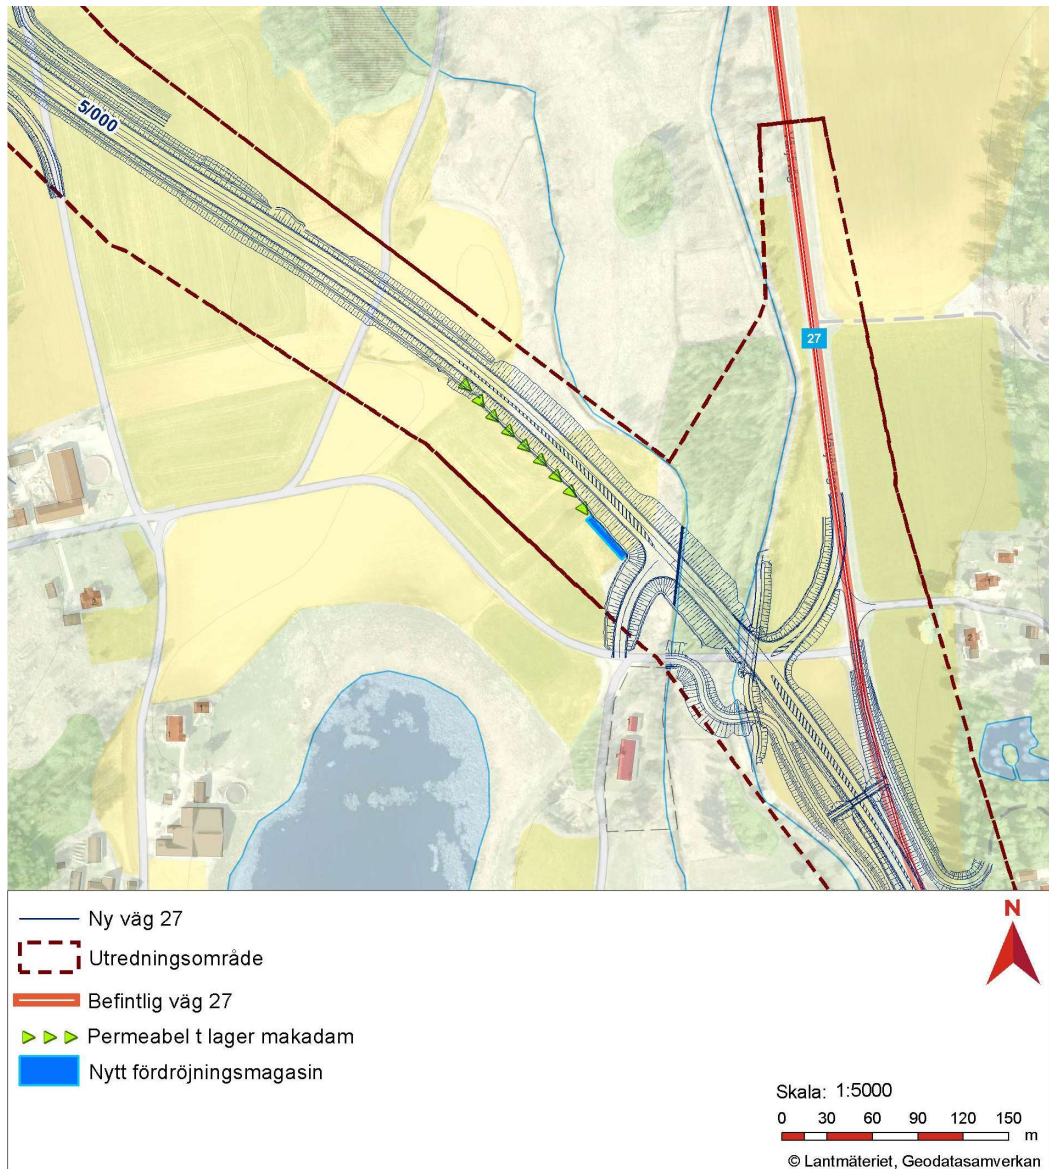 5/000
27
Ny väg 27
Utredningsområde
Befintlig väg 27
Permeabel t lager makadam
Nytt fördröjningsmagasin
N
Skala: 1:5000
0 30 60 90 120 150
m
© Lantmäteriet, Geodatasamverkan